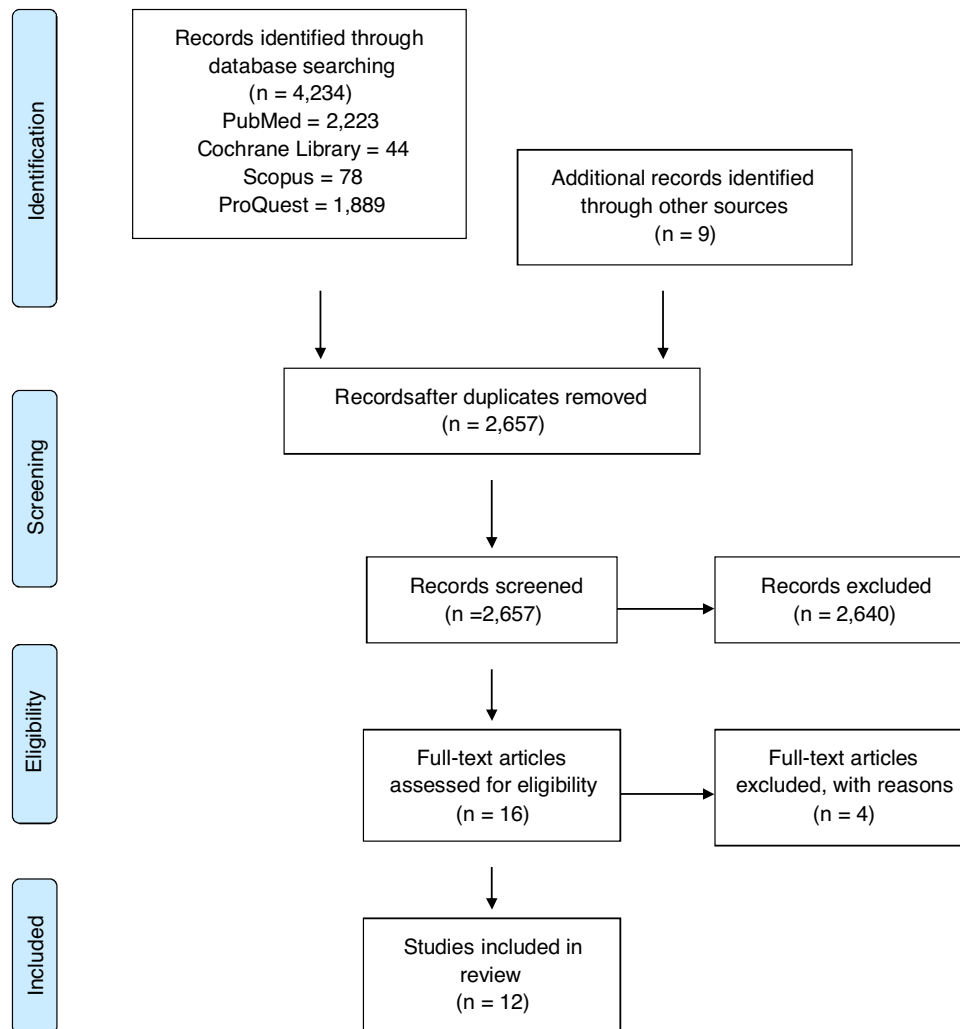 Identification
Records identified through
database searching
(n = 4,234)
PubMed = 2,223
Cochrane Library = 44
Scopus = 78
ProQuest = 1,889
Additional records identified
through other sources
(n = 9)
Screening
Recordsafter duplicates removed
(n = 2,657)
Records screened
(n =2,657)
Records excluded
(n = 2,640)
Eligibility
Full-text articles
assessed for eligibility
(n = 16)
Full-text articles
excluded, with reasons
(n = 4)
Included
Studies included in
review
(n = 12)